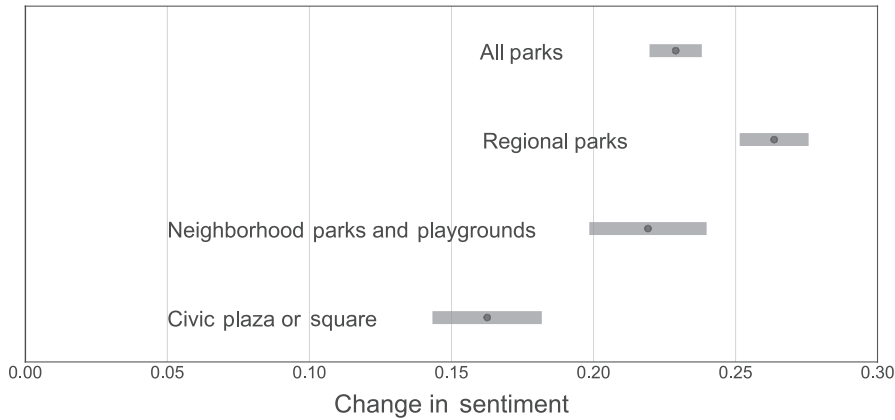 All parks
Regional parks
Neighborhood parks and playgrounds
Civic plaza or square
0.00 0.05 0.10 0.15 0.20 0.25 0.30
Change in sentiment